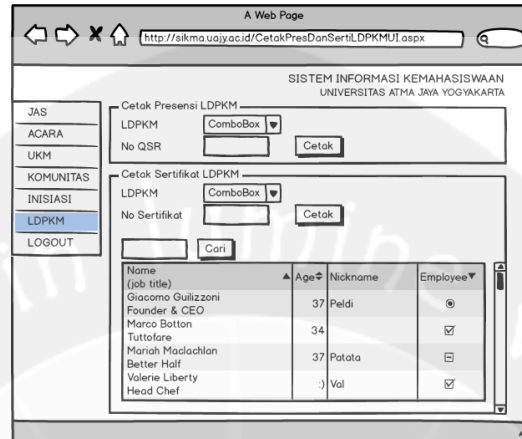 A Web Page
http://sikma.uajy.ac.id/CetakPresDanSertiLDPKMUI.aspx
SISTEM INFORMASI KEMAHASISWAAN
UNIVERSITAS ATMA JAYA YOGYAKARTA
JAS
ACARA
UKM
KOMUNITAS
INISIASI
LDPKM
LOGOUT
Cetak Presensi LDPKM
LDPKM ComboBox
No QSR Cetak
Cetak Sertifikat LDPKM
LDPKM ComboBox
No Sertifikat Cetak
Cari
Name
(job title) Age Nickname Employee
Giacomo Guilizzoni
Founder & CEO 37 Peldi
Marco Botton
Tuttofare 34
Mariah Maclachlan
Better Half 37 Patata
Valerie Liberty
Head Chef :) Val